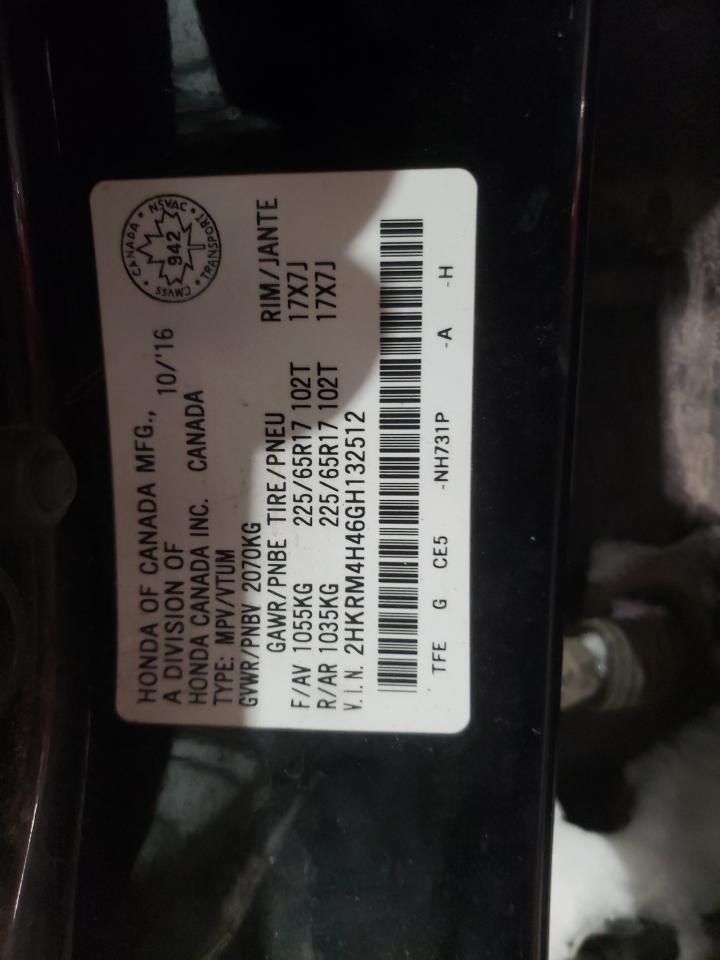 HONDA OF CANADA MFG., 10/'16
A DIVISION OF
HONDA CANADA INC. CANADA
TYPE: MPV/VTUM
GVWR/PNBV 2070KG
GAWR/PNBE TIRE/PNEU RIM/JANTE
F/AV 1055KG 225/65R17 102T 17X7J
R/AR 1035KG 225/65R17 102T 17X7J
V.I.N. 2HKRM4H46GH132512
TFE G CE5 -NH731P -A -H
CANADA • NSVAC • TRANSPORT • CMVSS •
942